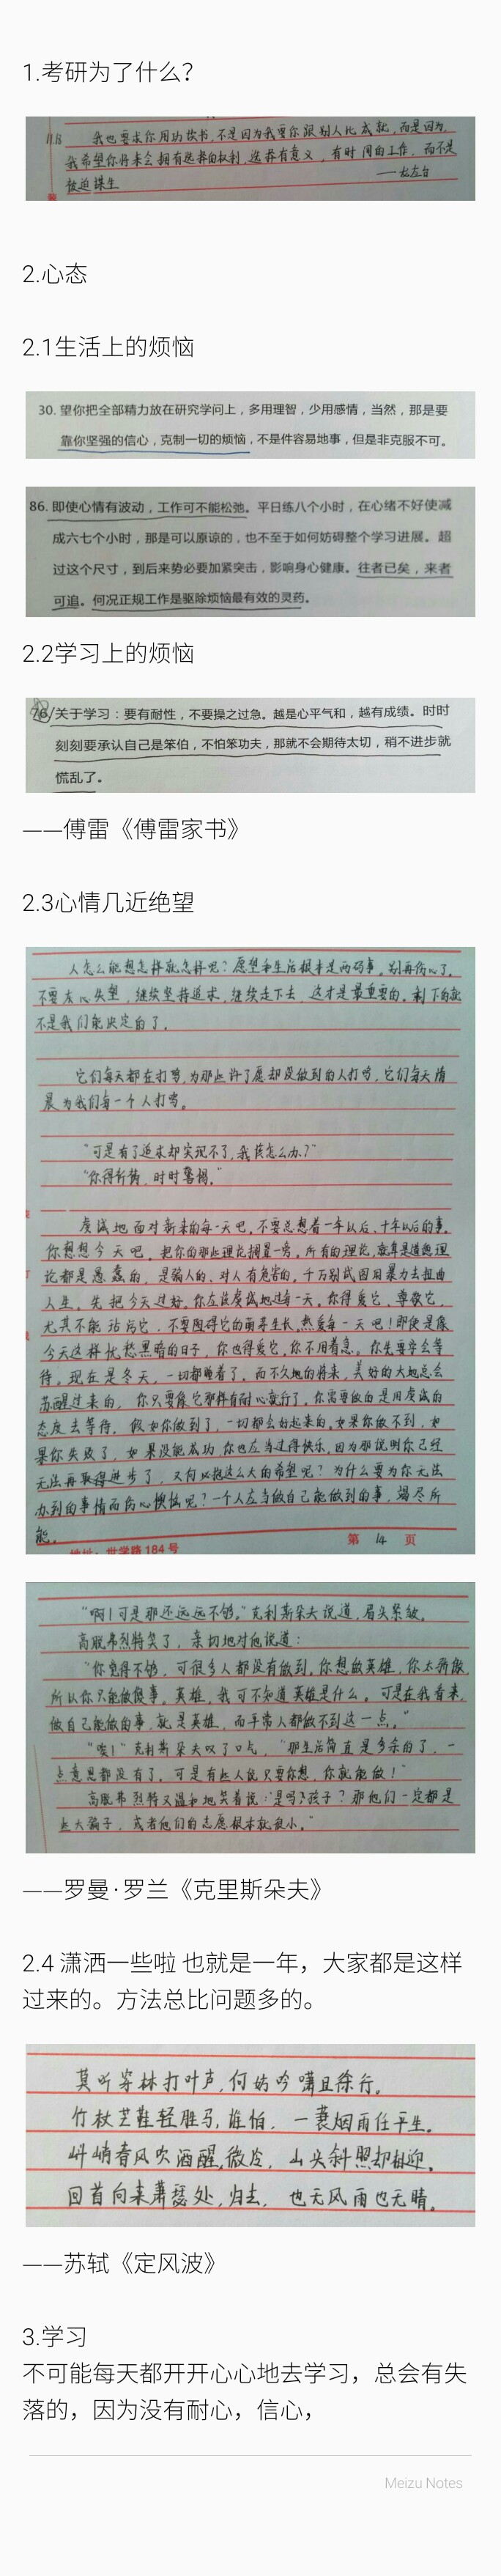 1.考研为了什么？
我也要求你用功读书,不是因为我要你跟别人比成就,而是因为,
我希望你将来会拥有选择的权利,选择有意义,有时间的工作,而不是
被迫谋生
2.心态
2.1生活上的烦恼
30. 望你把全部精力放在研究学问上，多用理智，少用感情，当然，那是要
靠你坚强的信心，克制一切的烦恼，不是件容易地事，但是非克服不可。
86. 即使心情有波动，工作可不能松弛。平日练八个小时，在心绪不好使减
成六七个小时，那是可以原谅的，也不至于如何妨碍整个学习进展。超
过这个尺寸，到后来势必要加紧突击，影响身心健康。往者已矣，来者
可追。何况正规工作是驱除烦恼最有效的灵药。
2.2学习上的烦恼
76/关于学习：要有耐性，不要操之过急。越是心平气和，越有成绩。时时
刻刻要承认自己是笨伯，不怕笨功夫，那就不会期待太切，稍不进步就
慌乱了。
——傅雷《傅雷家书》
2.3心情几近绝望
人怎么能想怎样就怎样呢？愿望和生活根本是两码事。别再伤心了。
不要灰心失望，继续坚持追求，继续走下去，这才是最重要的。剩下的就
不是我们能决定的了。
它们每天都在打鸣,为那些许了愿却没做到的人打鸣,它们每天清
晨为我们每一个人打鸣。
“可是有了追求却实现不了,我该怎么办？”
“你得祈祷，时时警惕。”
虔诚地面对新来的每一天吧。不要总想着一年以后、十年以后的事。
你想想今天吧。把你的那些理论搁置一旁。所有的理论,就算是道德理
论都是愚蠢的，是骗人的、对人有危害的。千万别试图用暴力去扭曲
人生。先把今天过好。你应该虔诚地过每一天。你得爱它、尊敬它，
尤其不能玷污它，不要阻碍它的萌芽生长,热爱每一天吧！即使是像
今天这样忧愁黑暗的日子，你也得爱它。你不用着急。你先要学会等
待。现在是冬天，一切都睡着了。而不久地的将来，美好的大地总会
苏醒过来的，你只要像它那样有耐心就行了。你需要做的是用虔诚的
态度去等待，假如你做到了，一切都会好起来的。如果你做不到，如
果你失败了，如果没能成功，你也应当过得快乐,因为那说明你已经
无法再取得进步了，又何必抱这么大的希望呢？为什么要为你无法
办到的事情而伤心懊恼呢？一个人应当做自己能做到的事，竭尽所
能。
地址：世学路184号
第 14 页
“啊！可是那还远远不够。”克利斯朵夫说道，眉头紧皱。
高脱弗烈特笑了，亲切地对他说道：
“你觉得不够，可很多人都没有做到。你想做英雄，你太骄傲，
所以你只能做傻事。英雄，我可不知道英雄是什么。可是在我看来，
做自己能做的事，就是英雄，而平常人都做不到这一点。”
“唉！”克利斯朵夫叹了口气，“那生活简直是多余的了，一
点意思都没有了。可是有些人说只要你想，你就能做！”
高脱弗烈特又温和地笑着说：“是吗？孩子？那他们一定都是
些大骗子，或者他们的志愿根本就很小。”
——罗曼·罗兰《克里斯朵夫》
2.4 潇洒一些啦 也就是一年，大家都是这样
过来的。方法总比问题多的。
莫听穿林打叶声,何妨吟啸且徐行。
竹杖芒鞋轻胜马,谁怕，一蓑烟雨任平生。
料峭春风吹酒醒,微冷，山头斜照却相迎。
回首向来萧瑟处,归去，也无风雨也无晴。
——苏轼《定风波》
3.学习
不可能每天都开开心心地去学习，总会有失
落的，因为没有耐心，信心，
Meizu Notes